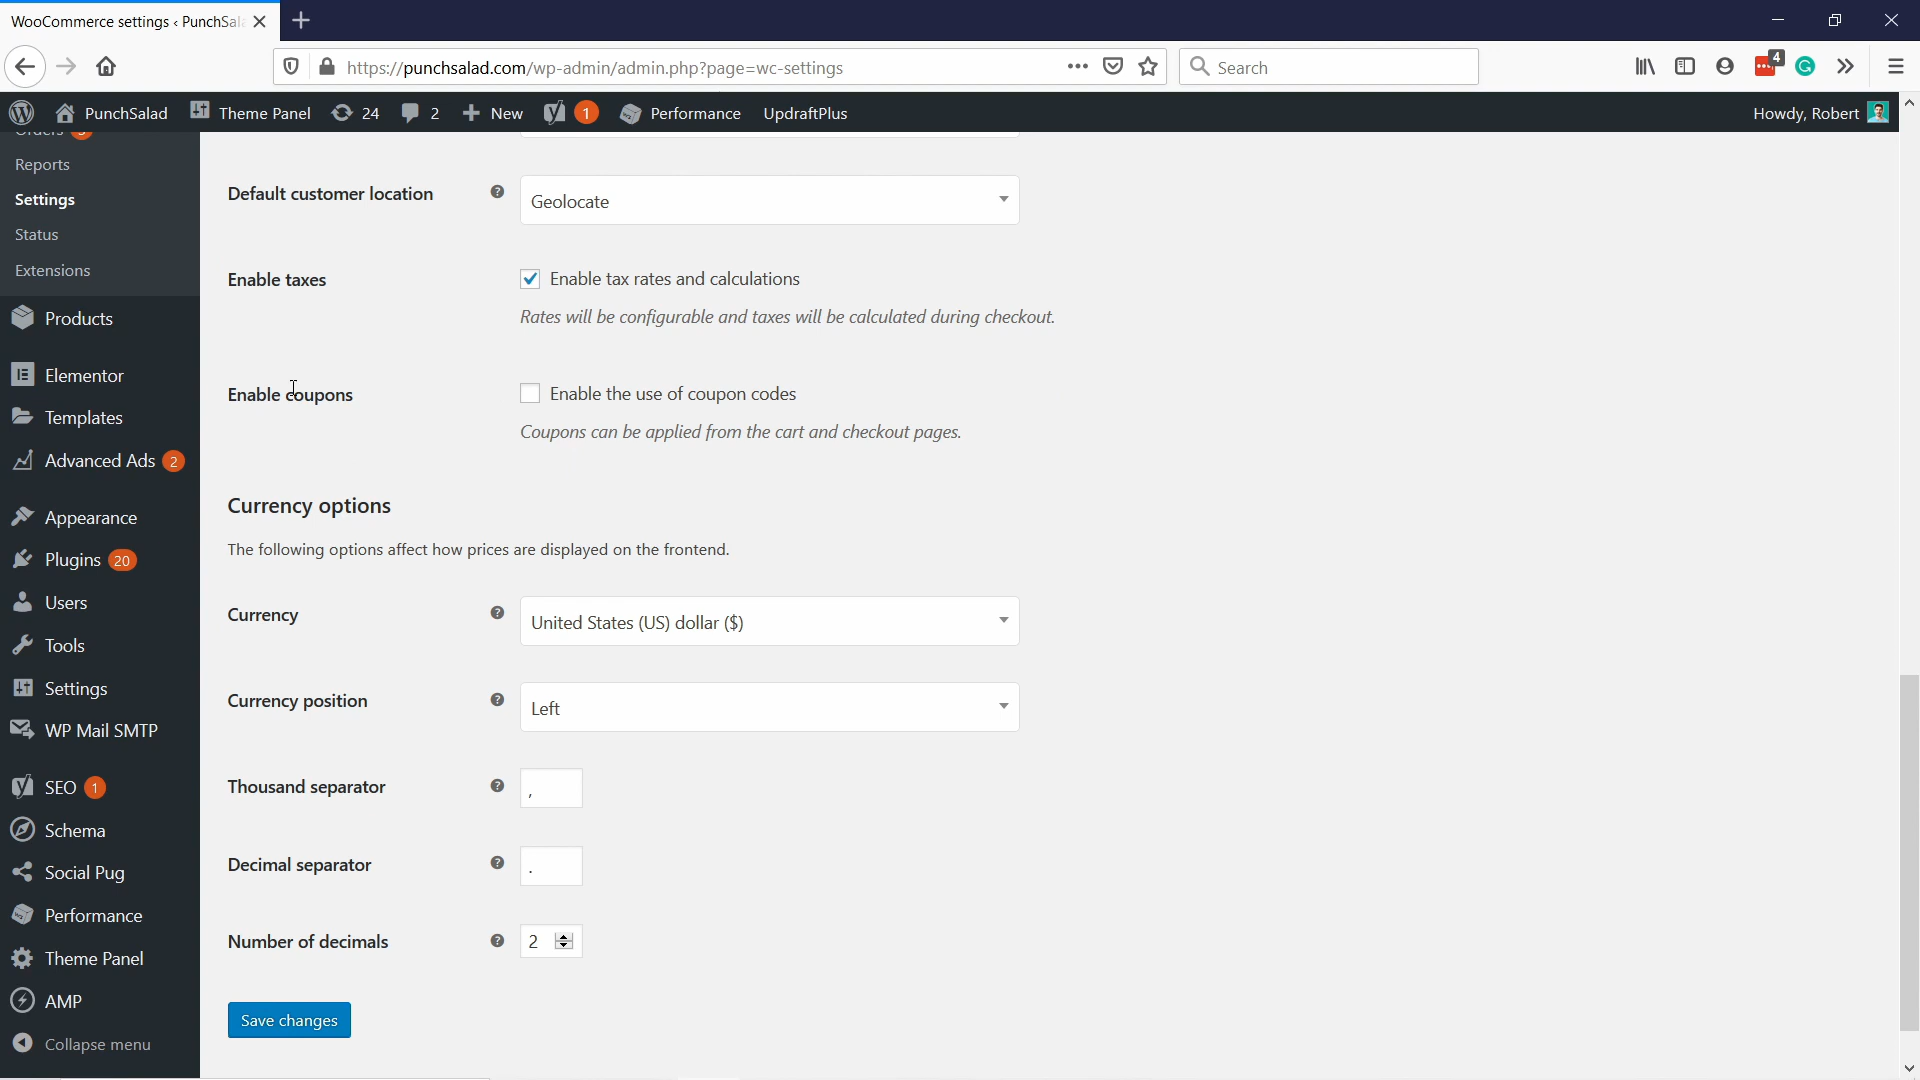 WooCommerce settings ‹ PunchSal
https://punchsalad.com/wp-admin/admin.php?page=wc-settings
Search
4
PunchSalad
Theme Panel
24
2
New
1
Performance
UpdraftPlus
Howdy, Robert
Reports
Settings
Status
Extensions
Products
Elementor
Templates
Advanced Ads 2
Appearance
Plugins 20
Users
Tools
Settings
WP Mail SMTP
SEO 1
Schema
Social Pug
Performance
Theme Panel
AMP
Collapse menu
Default customer location
Geolocate
Enable taxes
Enable tax rates and calculations
Rates will be configurable and taxes will be calculated during checkout.
Enable coupons
Enable the use of coupon codes
Coupons can be applied from the cart and checkout pages.
Currency options
The following options affect how prices are displayed on the frontend.
Currency
United States (US) dollar ($)
Currency position
Left
Thousand separator
,
Decimal separator
.
Number of decimals
2
Save changes